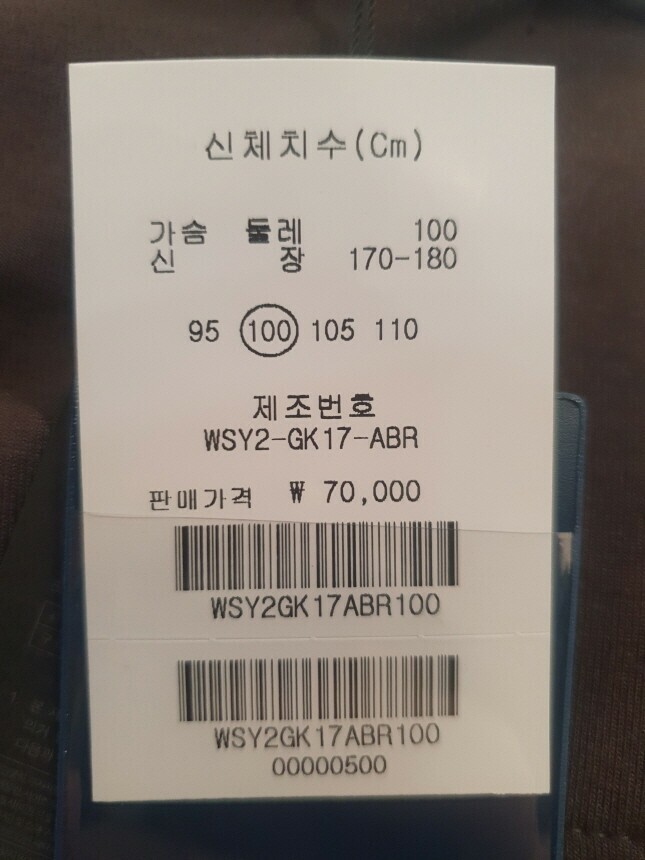 신체치수(Cm)
가슴 둘레 100
신 장 170-180
95 100 105 110
제조번호
WSY2-GK17-ABR
판매가격 ₩ 70,000
WSY2GK17ABR100
WSY2GK17ABR100
00000500